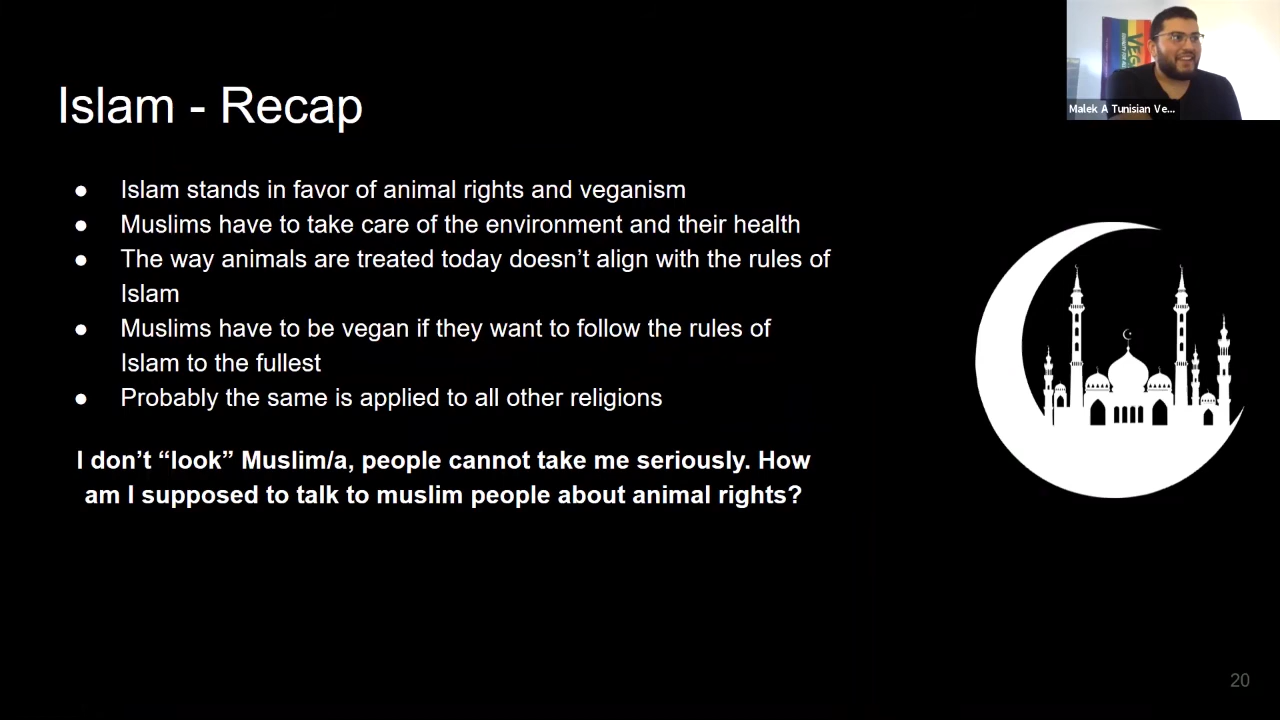 Islam - Recap
● Islam stands in favor of animal rights and veganism
● Muslims have to take care of the environment and their health
● The way animals are treated today doesn’t align with the rules of
Islam
● Muslims have to be vegan if they want to follow the rules of
Islam to the fullest
● Probably the same is applied to all other religions
I don’t “look” Muslim/a, people cannot take me seriously. How
am I supposed to talk to muslim people about animal rights?
Malek A Tunisian Ve...
20